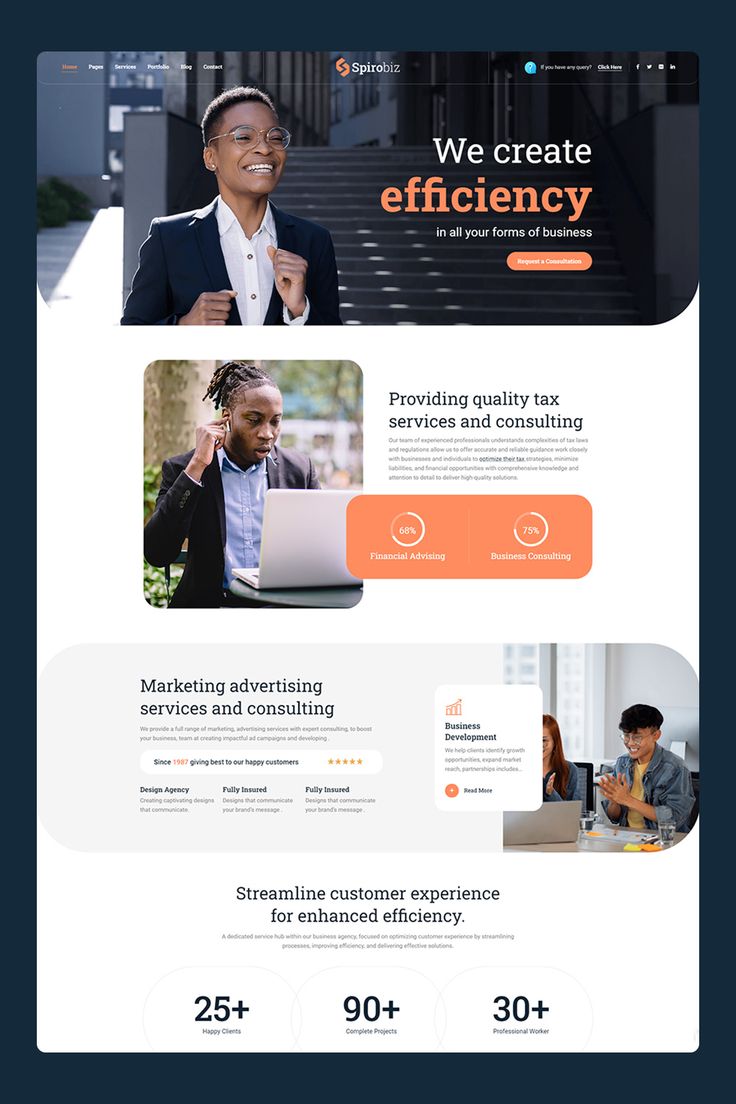 Home Pages Services Portfolio Blog Contact
Spirobiz
? If you have any query? Click Here
We create
efficiency
in all your forms of business
Request a Consultation
Providing quality tax
services and consulting
Our team of experienced professionals understands complexities of tax laws
and regulations allow us to offer accurate and reliable guidance work closely
with businesses and individuals to optimize their tax strategies, minimize
liabilities, and financial opportunities with comprehensive knowledge and
attention to detail to deliver high quality solutions.
68%
Financial Advising
75%
Business Consulting
Marketing advertising
services and consulting
We provide a full range of marketing, advertising services with expert consulting, to boost
your business, team at creating impactful ad campaigns and developing .
Since 1987 giving best to our happy customers
Design Agency
Creating captivating designs
that communicate.
Fully Insured
Designs that communicate
your brand's message .
Fully Insured
Designs that communicate
your brand's message .
Business
Development
We help clients identify growth
opportunities, expand market
reach, partnerships includes...
Read More
Streamline customer experience
for enhanced efficiency.
A dedicated service hub within our business agency, focused on optimizing customer experience by streamlining
processes, improving efficiency, and delivering effective solutions.
25+
Happy Clients
90+
Complete Projects
30+
Professional Worker